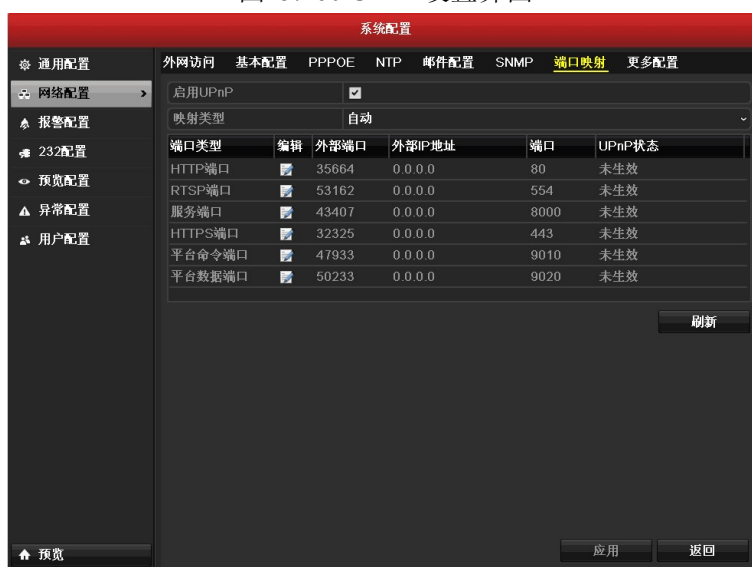 系统配置
通用配置
网络配置
报警配置
232配置
预览配置
异常配置
用户配置
预览
外网访问 基本配置 PPPOE NTP 邮件配置 SNMP 端口映射 更多配置
启用UPnP
映射类型 自动
端口类型 编辑 外部端口 外部IP地址 端口 UPnP状态
HTTP端口 35664 0.0.0.0 80 未生效
RTSP端口 53162 0.0.0.0 554 未生效
服务端口 43407 0.0.0.0 8000 未生效
HTTPS端口 32325 0.0.0.0 443 未生效
平台命令端口 47933 0.0.0.0 9010 未生效
平台数据端口 50233 0.0.0.0 9020 未生效
刷新
应用 返回